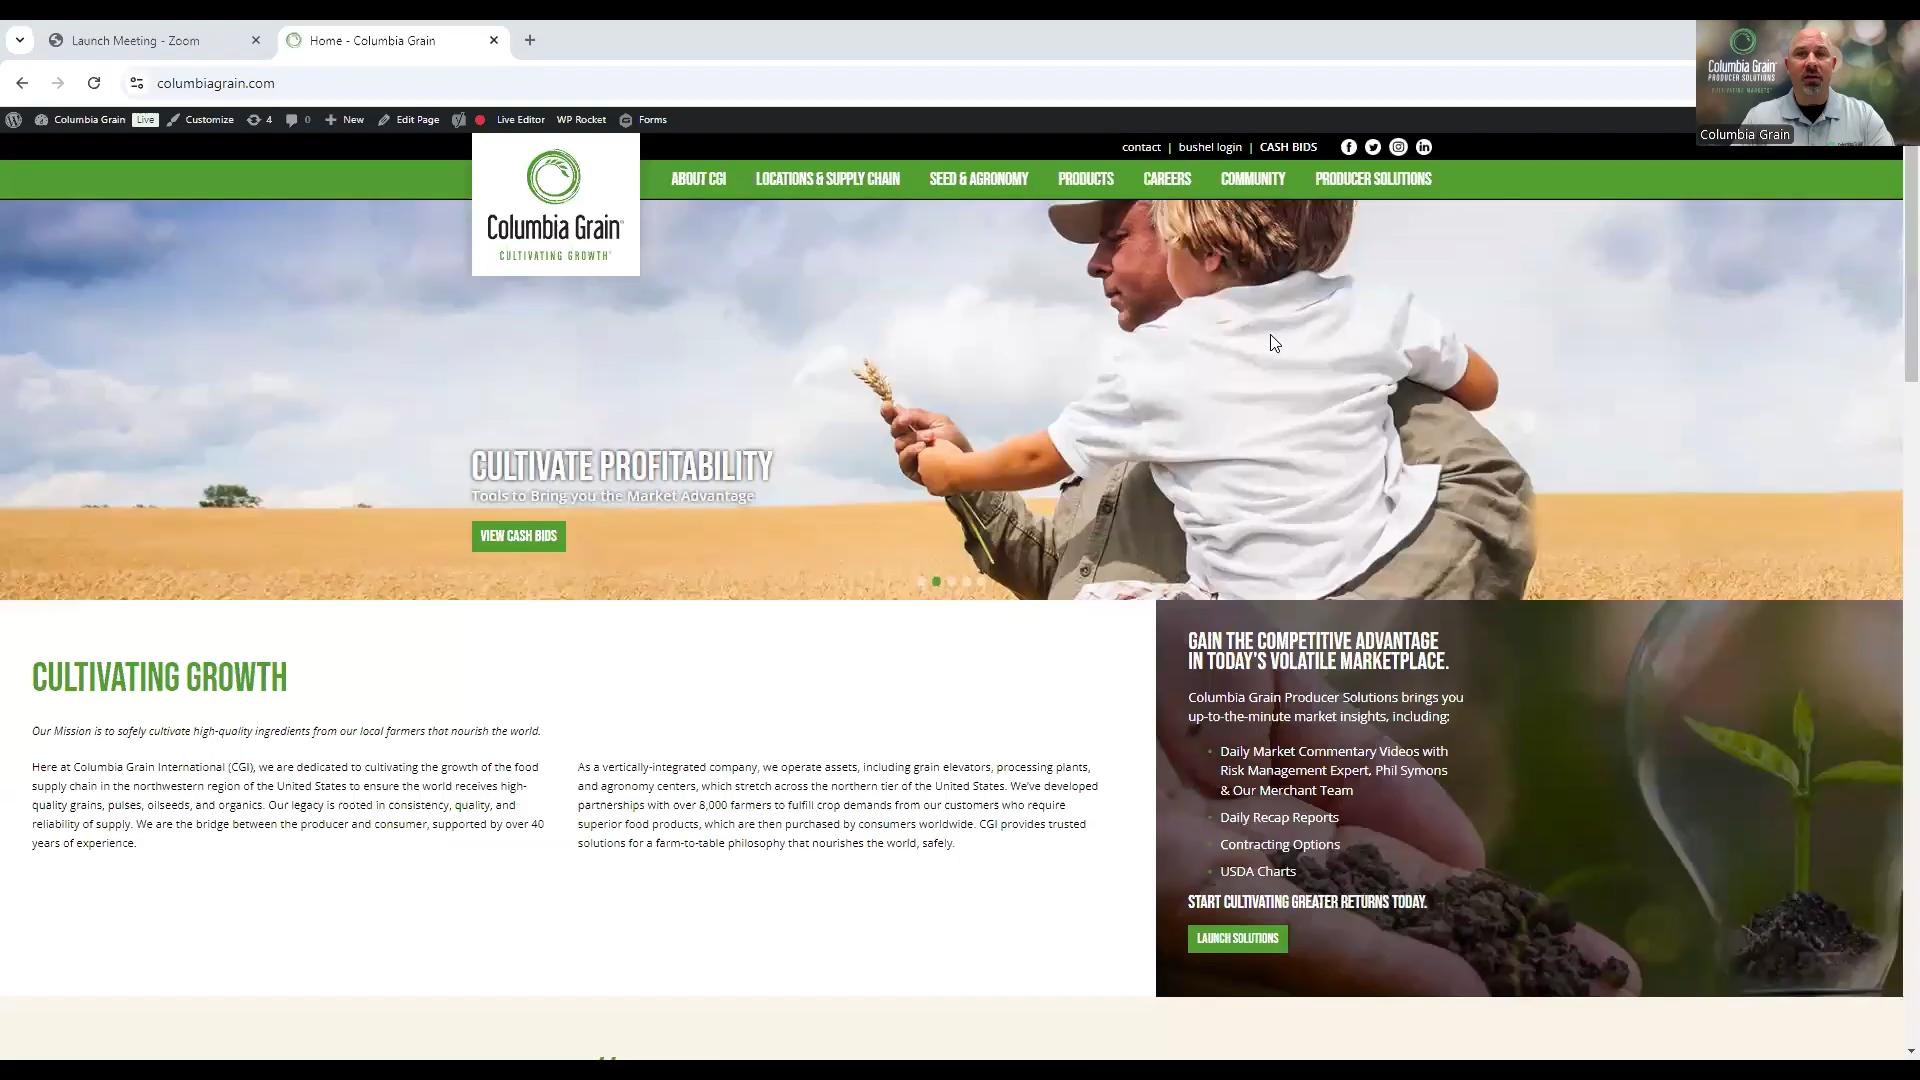 Launch Meeting - Zoom
Home - Columbia Grain
columbiagrain.com
Columbia Grain
PRODUCER SOLUTIONS
CULTIVATING MARKETS
Columbia Grain
Columbia Grain Live Customize 4 0 New Edit Page Live Editor WP Rocket Forms
contact | bushel login | CASH BIDS
ABOUT CGI LOCATIONS & SUPPLY CHAIN SEED & AGRONOMY PRODUCTS CAREERS COMMUNITY PRODUCER SOLUTIONS
Columbia Grain
CULTIVATING GROWTH
CULTIVATE PROFITABILITY
Tools to Bring you the Market Advantage
VIEW CASH BIDS
CULTIVATING GROWTH
Our Mission is to safely cultivate high-quality ingredients from our local farmers that nourish the world.
Here at Columbia Grain International (CGI), we are dedicated to cultivating the growth of the food
supply chain in the northwestern region of the United States to ensure the world receives high-
quality grains, pulses, oilseeds, and organics. Our legacy is rooted in consistency, quality, and
reliability of supply. We are the bridge between the producer and consumer, supported by over 40
years of experience.
As a vertically-integrated company, we operate assets, including grain elevators, processing plants,
and agronomy centers, which stretch across the northern tier of the United States. We've developed
partnerships with over 8,000 farmers to fulfill crop demands from our customers who require
superior food products, which are then purchased by consumers worldwide. CGI provides trusted
solutions for a farm-to-table philosophy that nourishes the world, safely.
GAIN THE COMPETITIVE ADVANTAGE
IN TODAY'S VOLATILE MARKETPLACE.
Columbia Grain Producer Solutions brings you
up-to-the-minute market insights, including:
Daily Market Commentary Videos with
Risk Management Expert, Phil Symons
& Our Merchant Team
Daily Recap Reports
Contracting Options
USDA Charts
START CULTIVATING GREATER RETURNS TODAY.
LAUNCH SOLUTIONS